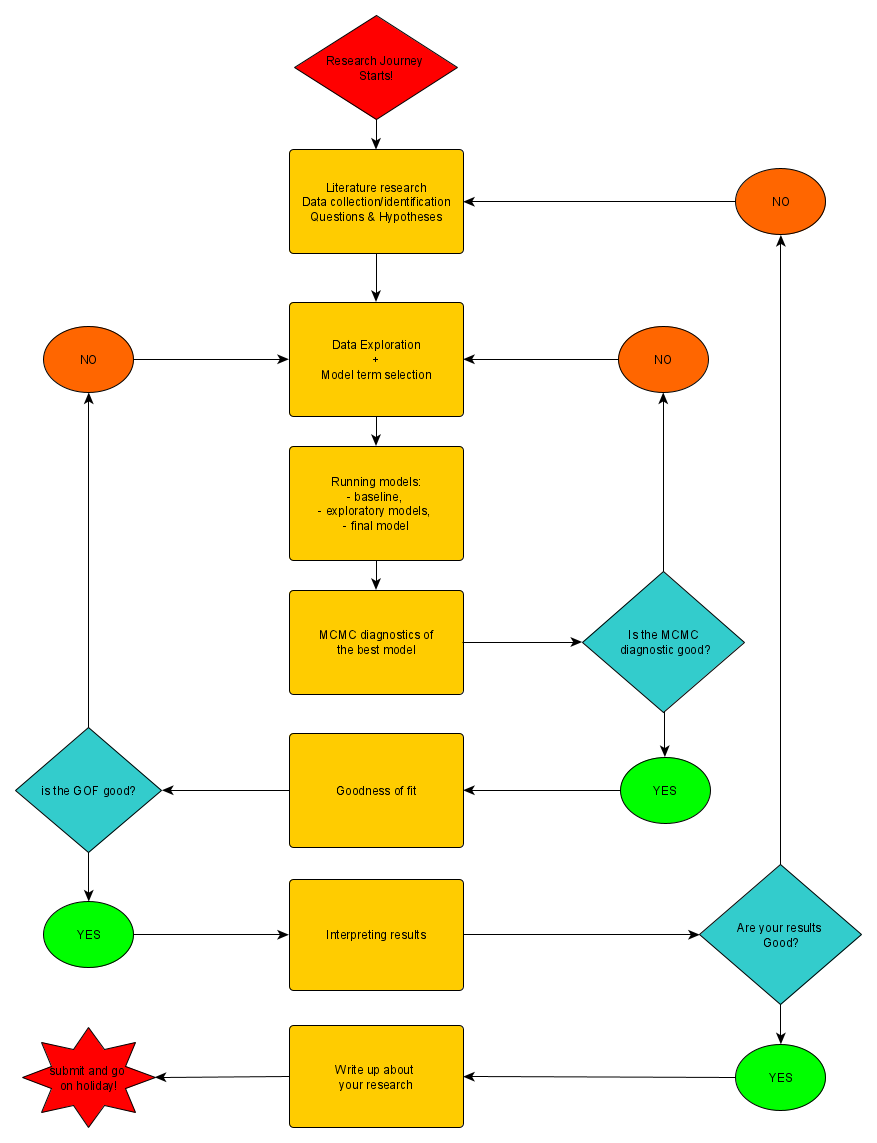 Research Journey
Starts!
Literature research
Data collection/identification
Questions & Hypotheses
NO
NO
Data Exploration
+
Model term selection
NO
Running models:
- baseline,
- exploratory models,
- final model
MCMC diagnostics of
the best model
Is the MCMC
diagnostic good?
is the GOF good?
Goodness of fit
YES
YES
Interpreting results
Are your results
Good?
submit and go
on holiday!
Write up about
your research
YES